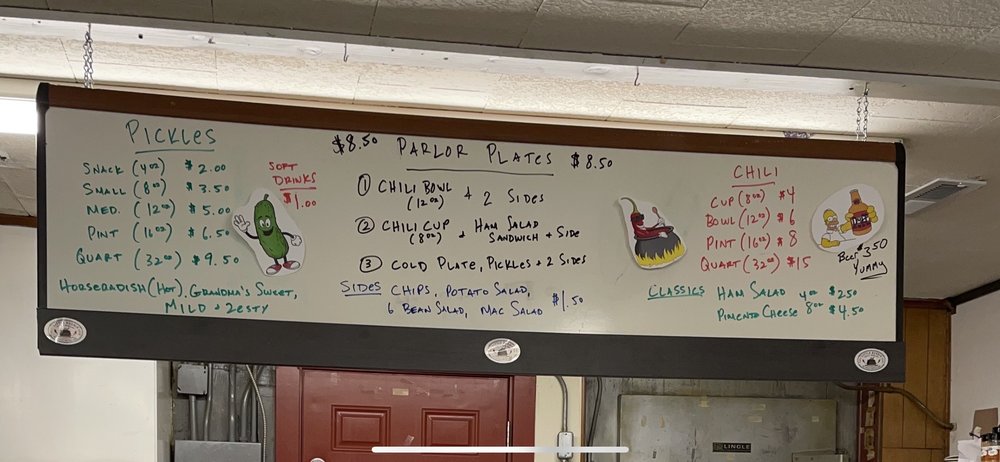 PICKLES
SNACK (4oz) $2.00
SMALL (8oz) $3.50
MED. (12oz) $5.00
PINT (16oz) $6.50
QUART (32oz) $9.50
HORSERADISH (HOT), GRANDMA'S SWEET,
MILD + ZESTY
SOFT
DRINKS
$1.00
$8.50 PARLOR PLATES $8.50
① CHILI BOWL + 2 SIDES
(12oz)
② CHILI CUP + HAM SALAD
(8oz) SANDWICH + SIDE
③ COLD PLATE, PICKLES + 2 SIDES
SIDES CHIPS, POTATO SALAD,
6 BEAN SALAD, MAC SALAD $1.50
CHILI
CUP (8oz) $4
BOWL (12oz) $6
PINT (16oz) $8
QUART (32oz) $15
BEER $3.50
YUMMY
CLASSICS HAM SALAD 4oz $2.50
PIMENTO CHEESE 8oz $4.50
LINGLE